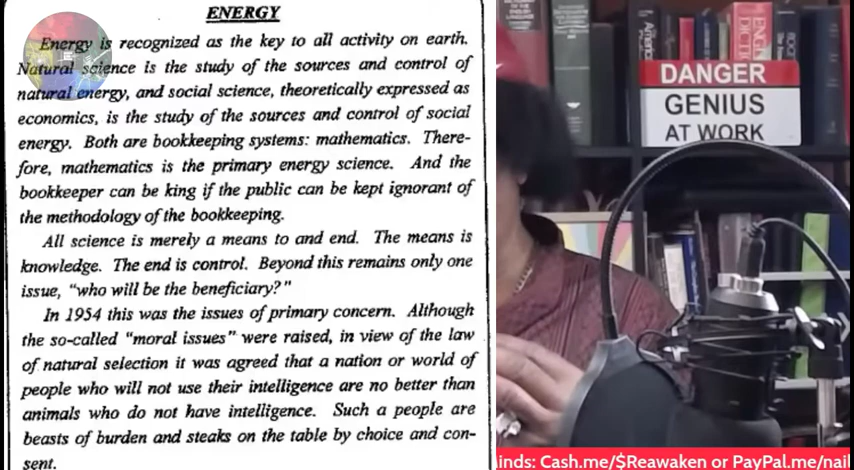 ENERGY
Energy is recognized as the key to all activity on earth.
Natural science is the study of the sources and control of
natural energy, and social science, theoretically expressed as
economics, is the study of the sources and control of social
energy. Both are bookkeeping systems: mathematics. There-
fore, mathematics is the primary energy science. And the
bookkeeper can be king if the public can be kept ignorant of
the methodology of the bookkeeping.
All science is merely a means to and end. The means is
knowledge. The end is control. Beyond this remains only one
issue, "who will be the beneficiary?"
In 1954 this was the issues of primary concern. Although
the so-called "moral issues" were raised, in view of the law
of natural selection it was agreed that a nation or world of
people who will not use their intelligence are no better than
animals who do not have intelligence. Such a people are
beasts of burden and steaks on the table by choice and con-
sent.
DANGER
GENIUS
AT WORK
inds: Cash.me/$Reawaken or PayPal.me/nail